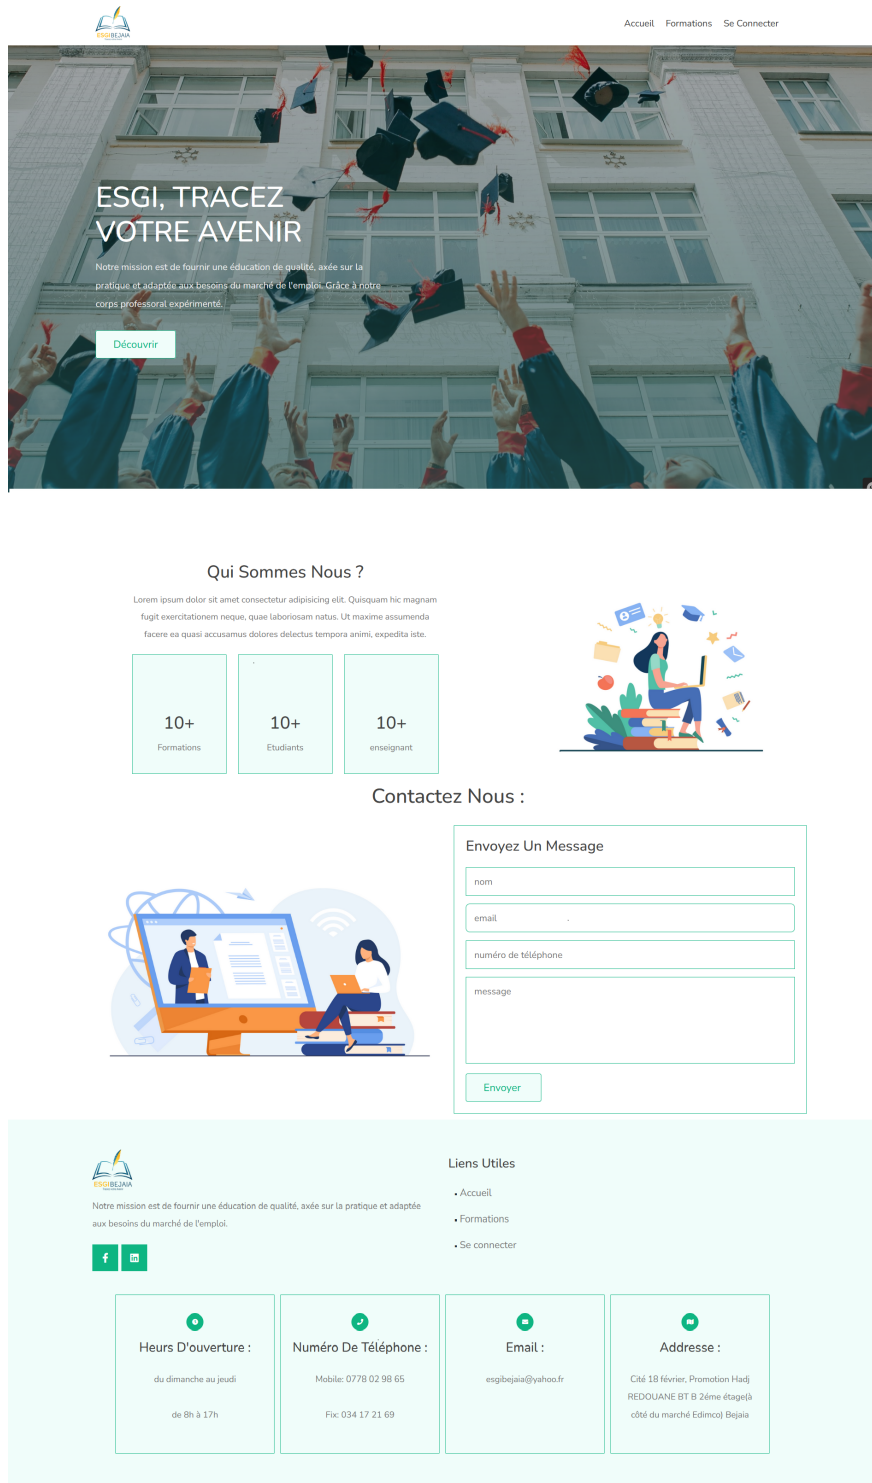 ESGIBEJAIA
Accueil Formations Se Connecter
ESGI, TRACEZ
VOTRE AVENIR
Notre mission est de fournir une éducation de qualité, axée sur la
pratique et adaptée aux besoins du marché de l'emploi. Grâce à notre
corps professoral expérimenté.
Découvrir
Qui Sommes Nous ?
Lorem ipsum dolor sit amet consectetur adipisicing elit. Quisquam hic magnam
fugit exercitationem neque, quae laboriosam natus. Ut maxime assumenda
facere ea quasi accusamus dolores delectus tempora animi, expedita iste.
10+
Formations
10+
Etudiants
10+
enseignant
Contactez Nous :
Envoyez Un Message
nom
email
numéro de téléphone
message
Envoyer
ESGIBEJAIA
Notre mission est de fournir une éducation de qualité, axée sur la pratique et adaptée
aux besoins du marché de l'emploi.
Liens Utiles
• Accueil
• Formations
• Se connecter
Heurs D'ouverture :
du dimanche au jeudi
de 8h à 17h
Numéro De Téléphone :
Mobile: 0778 02 98 65
Fix: 034 17 21 69
Email :
esgibejaia@yahoo.fr
Addresse :
Cité 18 février, Promotion Hadj
REDOUANE BT B 2éme étage(à
côté du marché Edimco) Bejaia